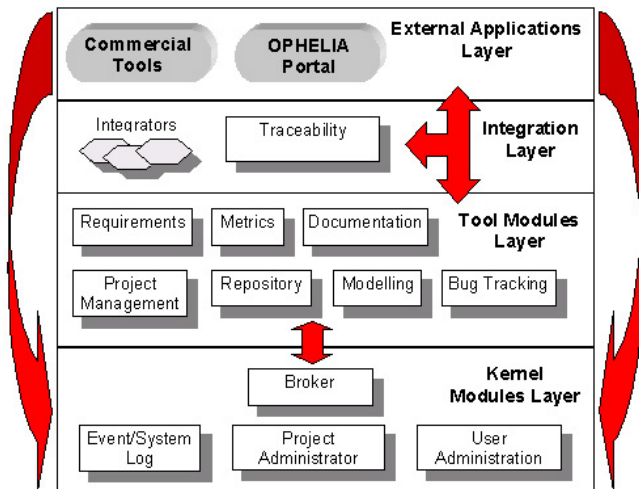 Commercial
Tools
OPHELIA
Portal
External Applications
Layer
Integrators
Traceability
Integration
Layer
Requirements
Metrics
Documentation
Tool Modules
Layer
Project
Management
Repository
Modelling
Bug Tracking
Broker
Kernel
Modules Layer
Event/System
Log
Project
Administrator
User
Administration